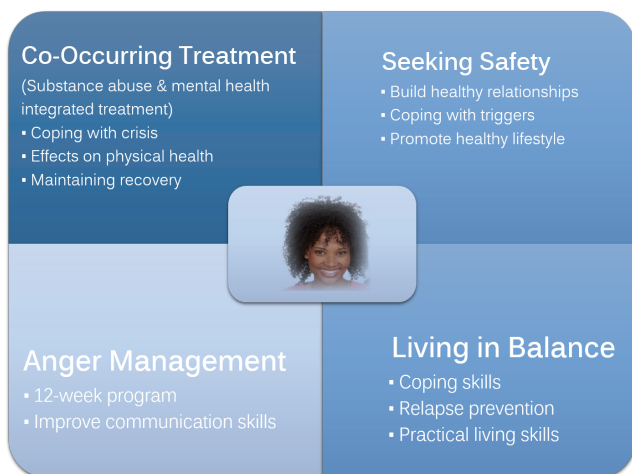 Co-Occurring Treatment
(Substance abuse & mental health
integrated treatment)
▪ Coping with crisis
▪ Effects on physical health
▪ Maintaining recovery
Seeking Safety
▪ Build healthy relationships
▪ Coping with triggers
▪ Promote healthy lifestyle
Anger Management
▪ 12-week program
▪ Improve communication skills
Living in Balance
▪ Coping skills
▪ Relapse prevention
▪ Practical living skills